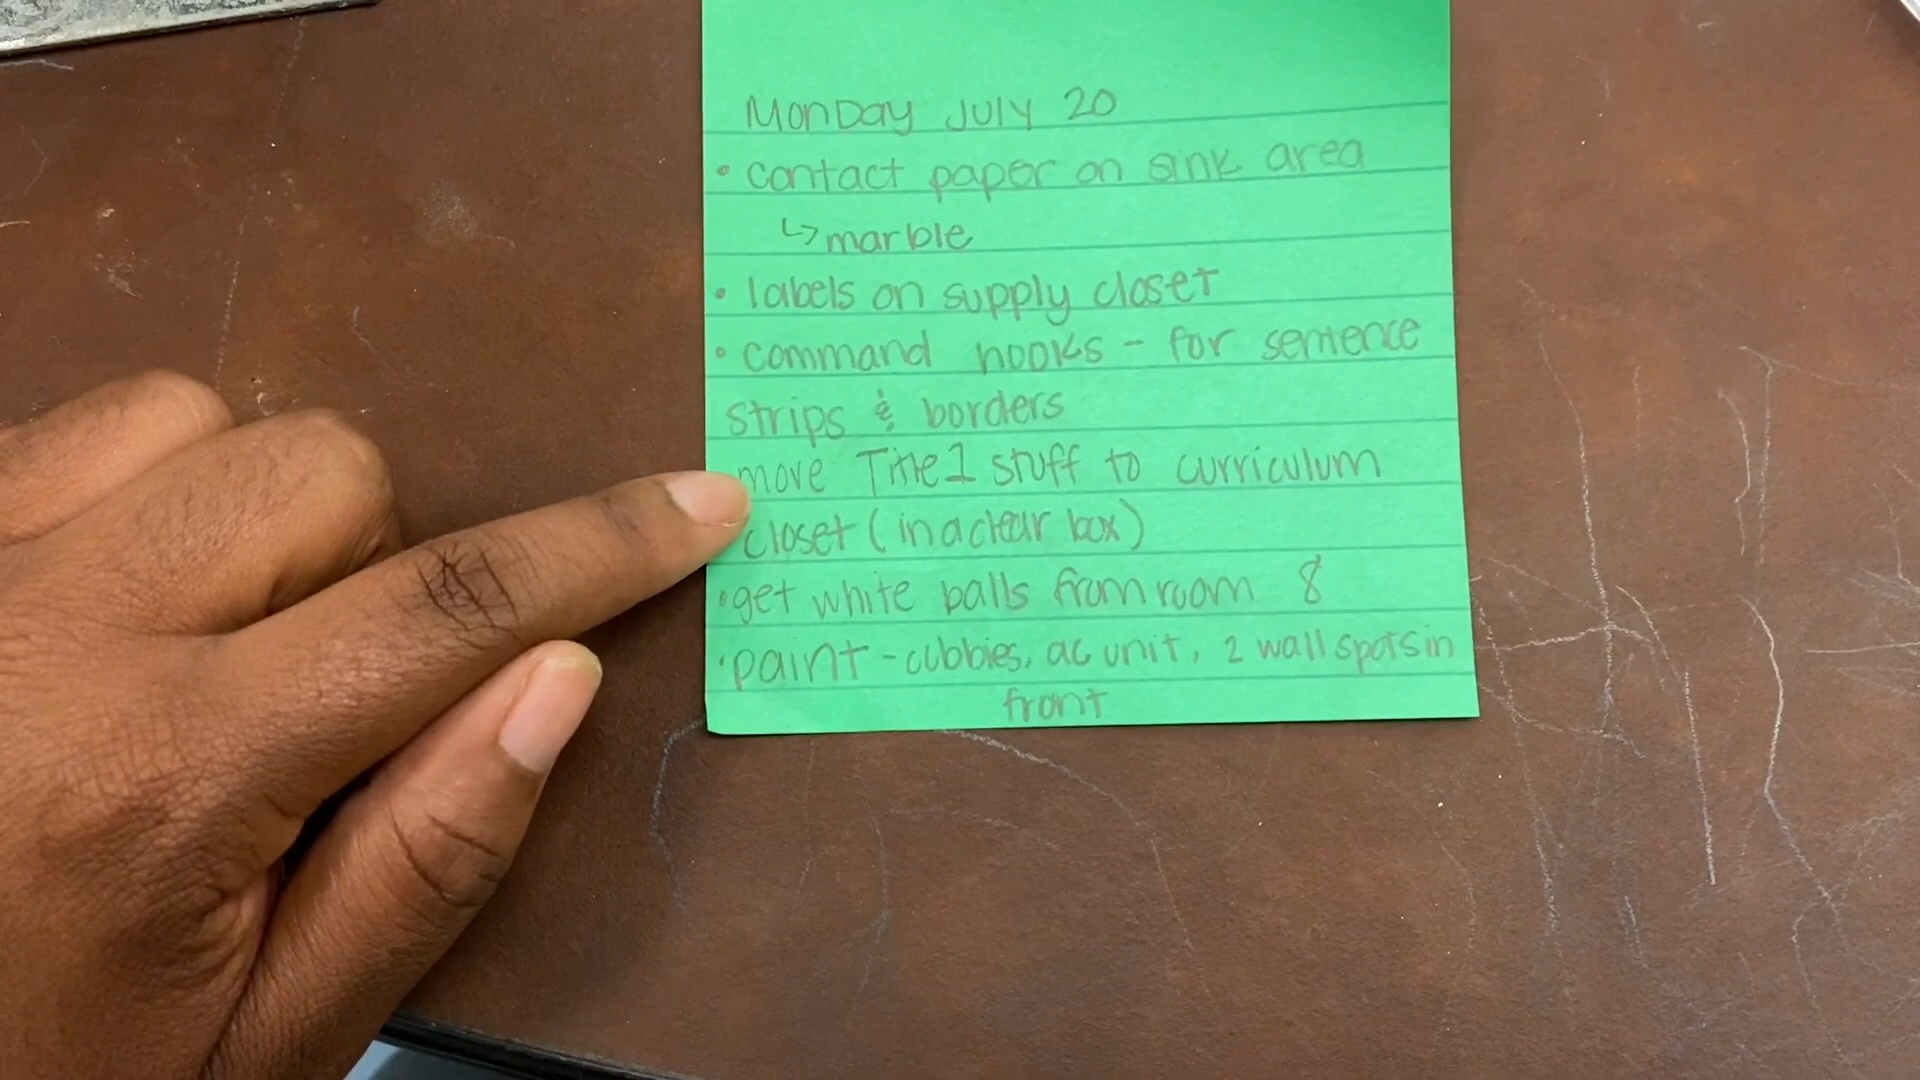 Monday July 20
• contact paper on sink area
↳ marble
• labels on supply closet
• command hooks - for sentence
strips & borders
move Title 1 stuff to curriculum
closet (in a clear box)
• get white balls from room 8
• paint - cubbies, ac unit, 2 wall spots in
front